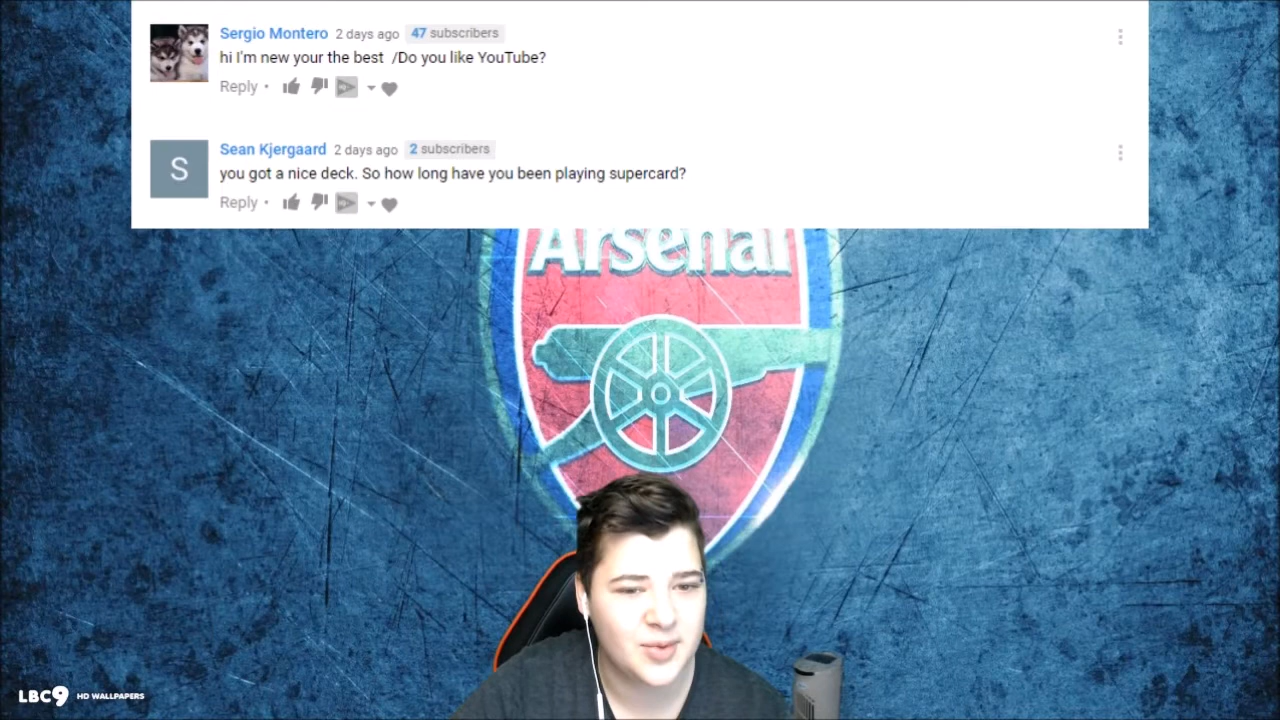 Sergio Montero 2 days ago 47 subscribers
hi I'm new your the best  /Do you like YouTube?
Reply •
S
Sean Kjergaard 2 days ago 2 subscribers
you got a nice deck. So how long have you been playing supercard?
Reply •
Arsenal
LBC9 HD WALLPAPERS